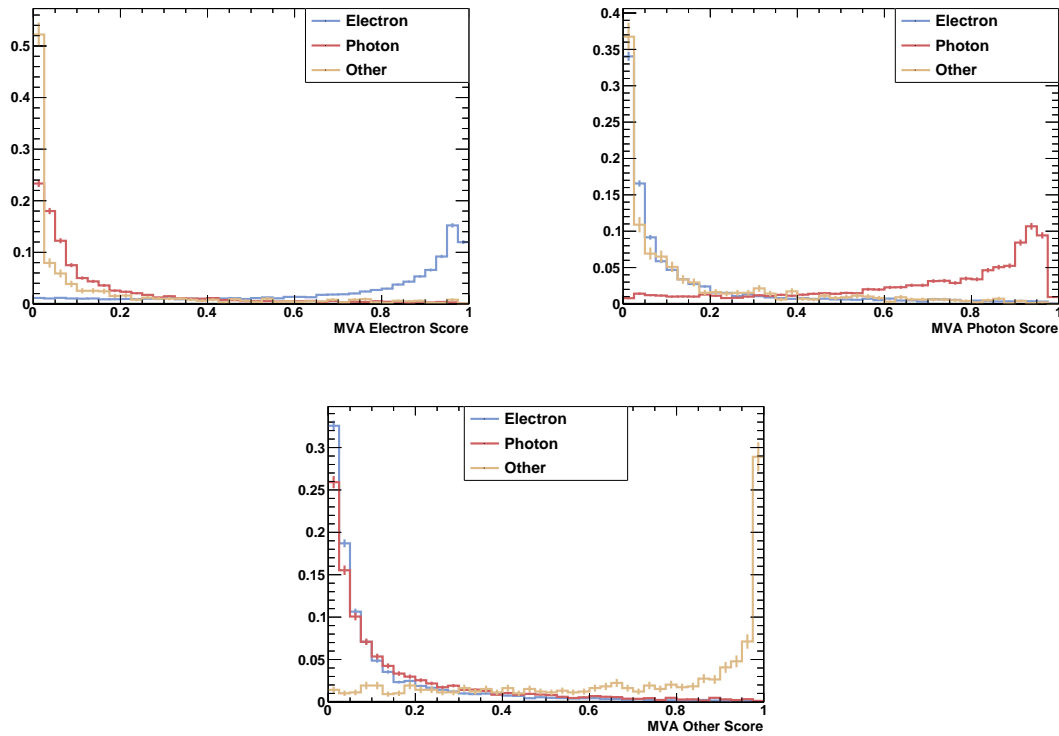 Electron
Photon
Other
0.5
0.4
0.3
0.2
0.1
0
0 0.2 0.4 0.6 0.8 1
MVA Electron Score
Electron
Photon
Other
0.4
0.35
0.3
0.25
0.2
0.15
0.1
0.05
0
0 0.2 0.4 0.6 0.8 1
MVA Photon Score
Electron
Photon
Other
0.3
0.25
0.2
0.15
0.1
0.05
0
0 0.2 0.4 0.6 0.8 1
MVA Other Score